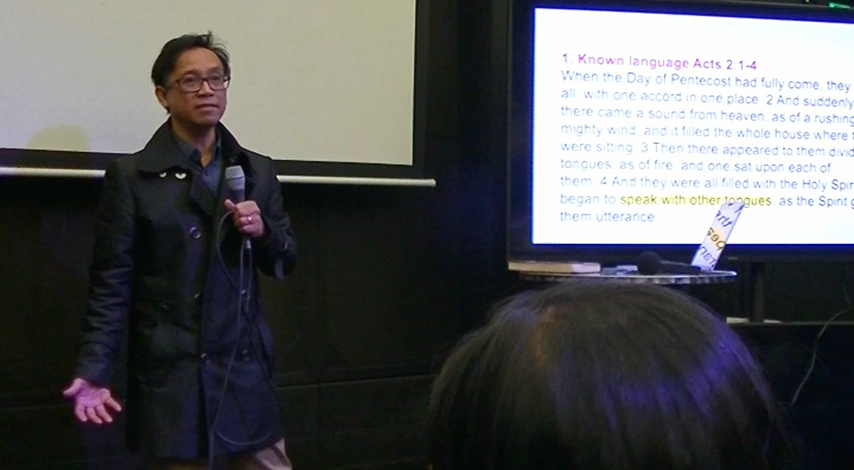 1. Known language Acts 2:1-4
When the Day of Pentecost had fully come, they
all with one accord in one place. 2 And suddenly
there came a sound from heaven, as of a rushing
mighty wind, and it filled the whole house where
were sitting. 3 Then there appeared to them
tongues, as of fire, and one sat upon each of
them. 4 And they were all filled with the Holy
began to speak with other tongues, as the Spirit
them utterance